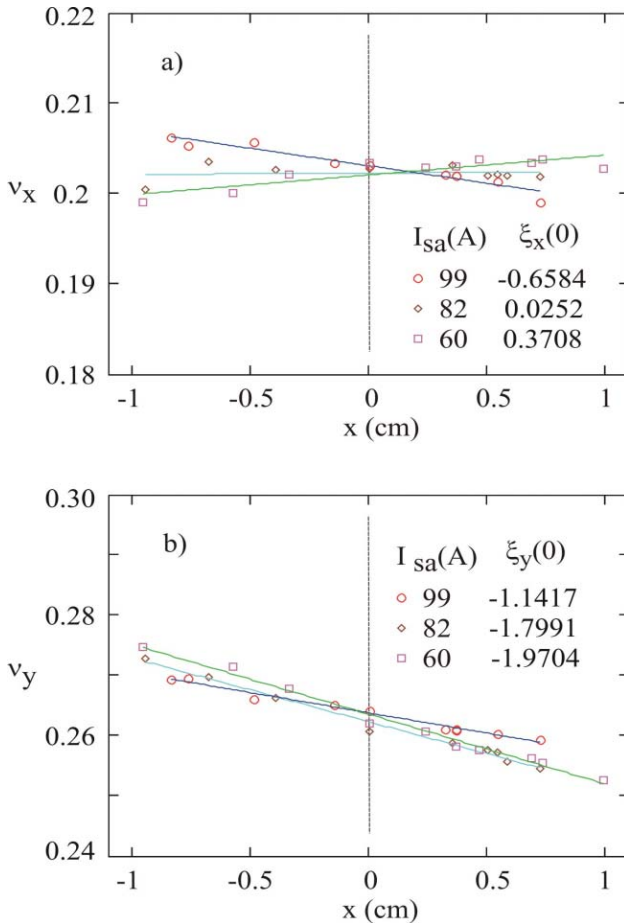 0.22
a)
0.21
νx
0.2
Isa(A) ξx(0)
99 -0.6584
0.19
82 0.0252
60 0.3708
0.18
-1 -0.5 0 0.5 1
x (cm)
0.30
b)
I sa(A) ξy(0)
99 -1.1417
0.28
82 -1.7991
60 -1.9704
νy
0.26
0.24
-1 -0.5 0 0.5 1
x (cm)